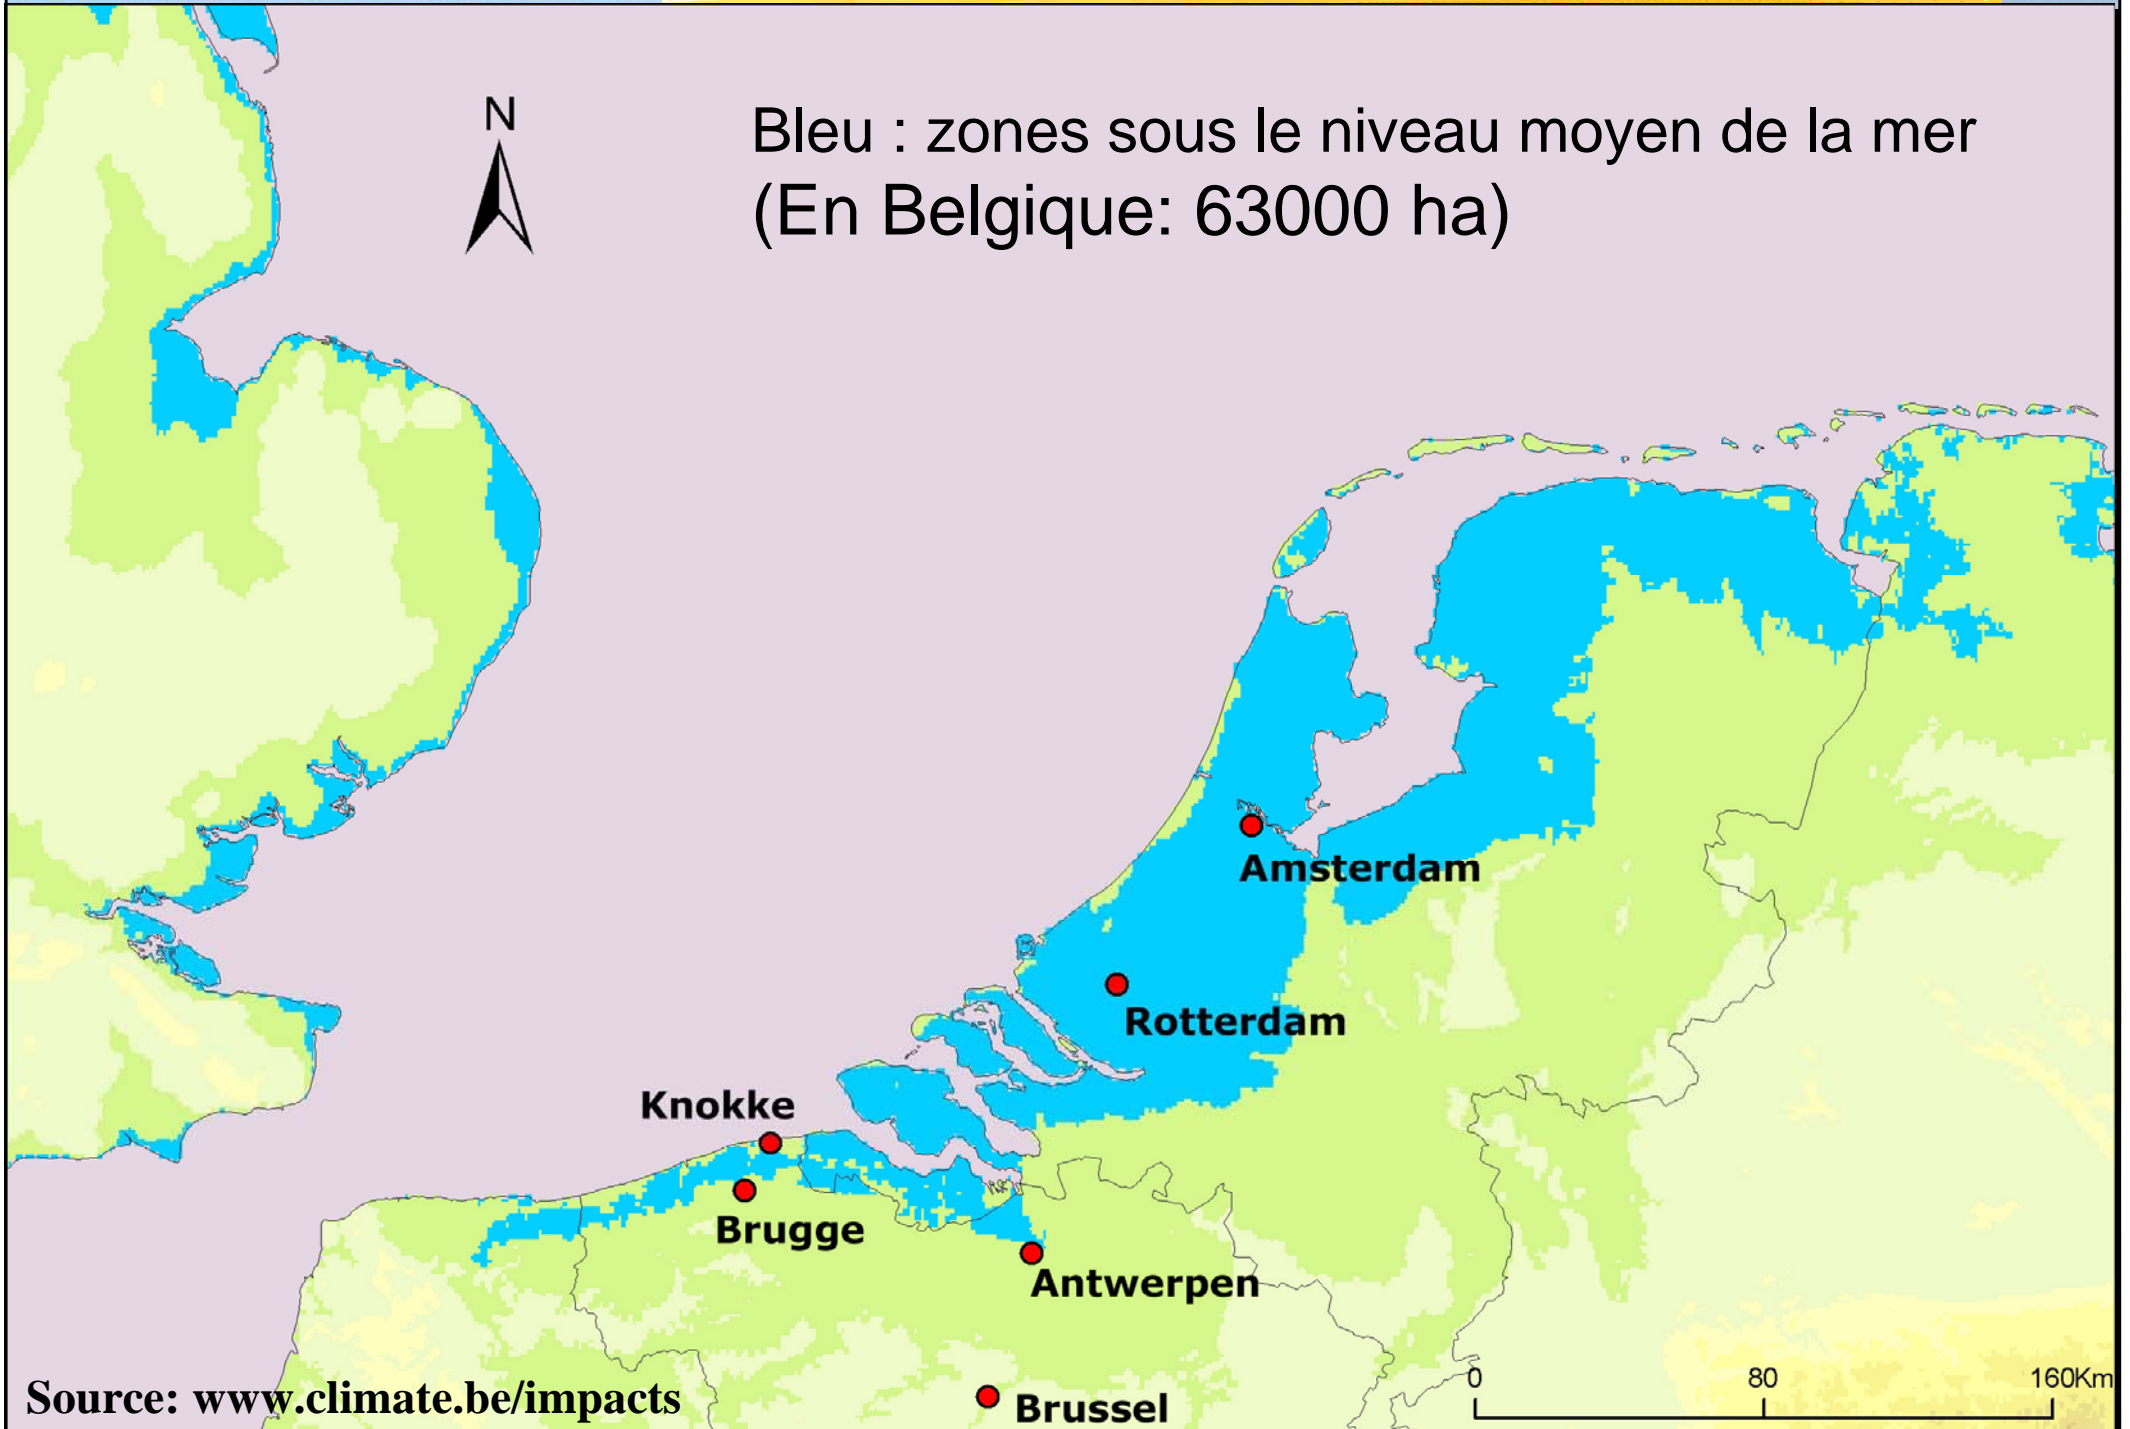 N
Bleu : zones sous le niveau moyen de la mer
(En Belgique: 63000 ha)
Amsterdam
Rotterdam
Knokke
Brugge
Antwerpen
Brussel
0 80 160Km
Source: www.climate.be/impacts